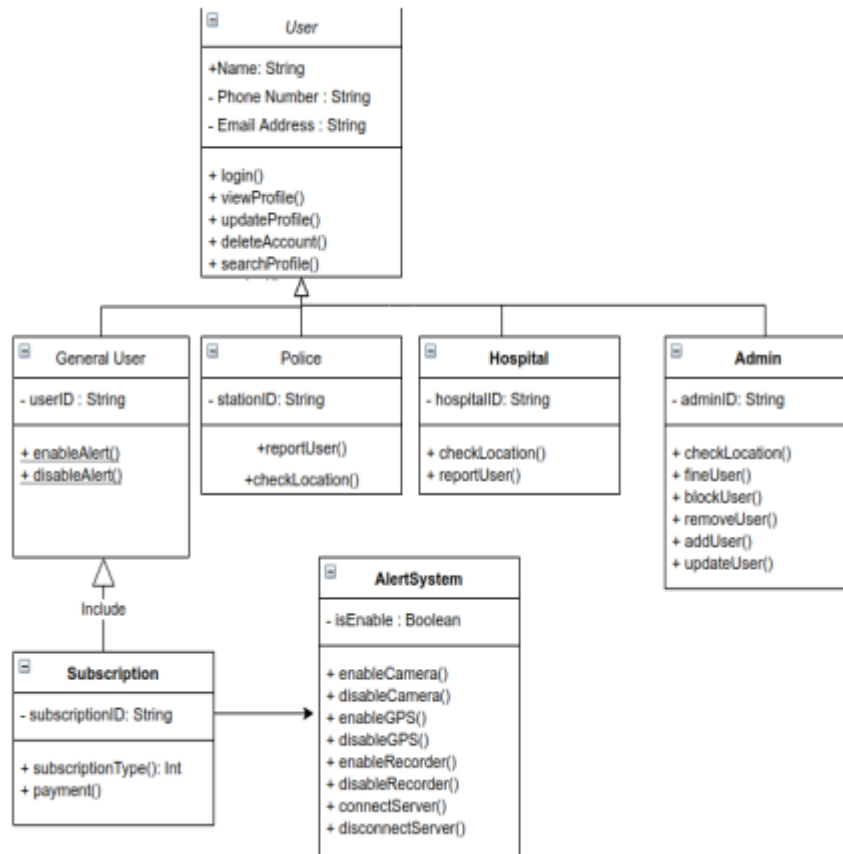 User
+Name: String
- Phone Number : String
- Email Address : String
+ login()
+ viewProfile()
+ updateProfile()
+ deleteAccount()
+ searchProfile()
General User
- userID : String
+ enableAlert()
+ disableAlert()
Police
- stationID: String
+reportUser()
+checkLocation()
Hospital
- hospitalID: String
+ checkLocation()
+ reportUser()
Admin
- adminID: String
+ checkLocation()
+ fineUser()
+ blockUser()
+ removeUser()
+ addUser()
+ updateUser()
Include
Subscription
- subscriptionID: String
+ subscriptionType(): Int
+ payment()
AlertSystem
- isEnable : Boolean
+ enableCamera()
+ disableCamera()
+ enableGPS()
+ disableGPS()
+ enableRecorder()
+ disableRecorder()
+ connectServer()
+ disconnectServer()